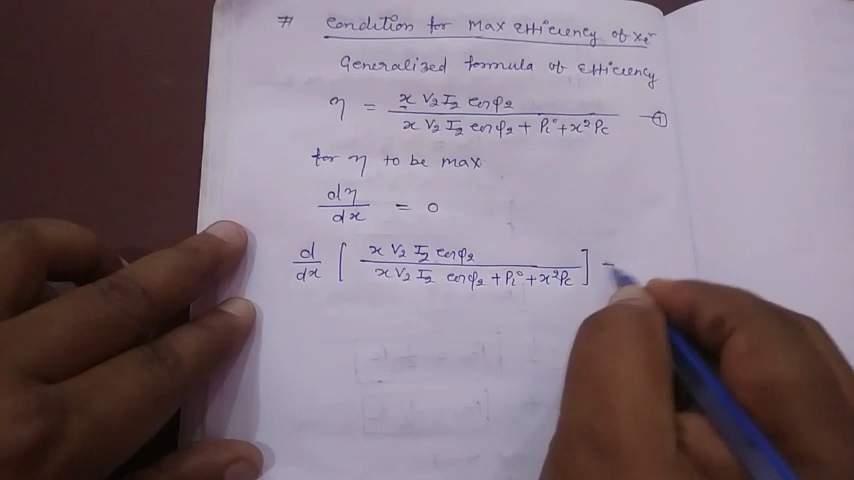 # Condition for Max Efficiency of Xer
Generalized formula of Efficiency
η = x V2 I2 cosφ2 / x V2 I2 cosφ2 + Pi + x²Pc —①
for η to be max
dη/dx = 0
d/dx [ x V2 I2 cosφ2 / x V2 I2 cosφ2 + Pi + x²Pc ] -